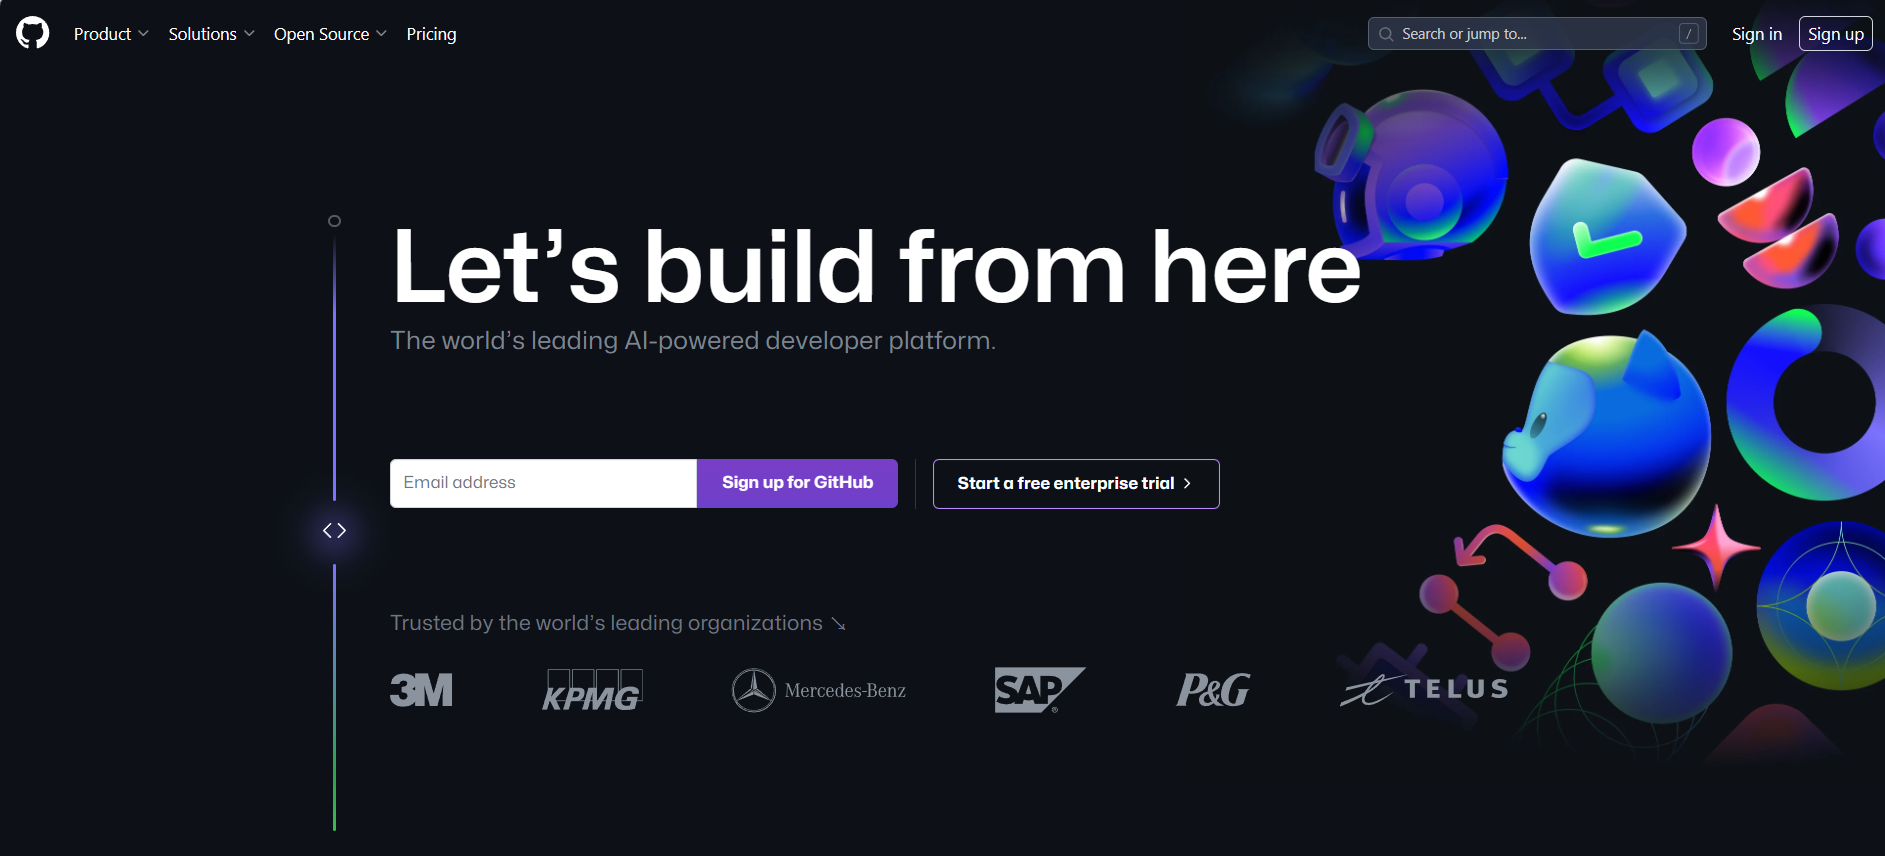 Product Solutions Open Source Pricing Search or jump to... / Sign in Sign up
Let’s build from here
The world’s leading AI-powered developer platform.
Email address Sign up for GitHub Start a free enterprise trial
Trusted by the world’s leading organizations
3M KPMG Mercedes-Benz SAP® P&G TELUS